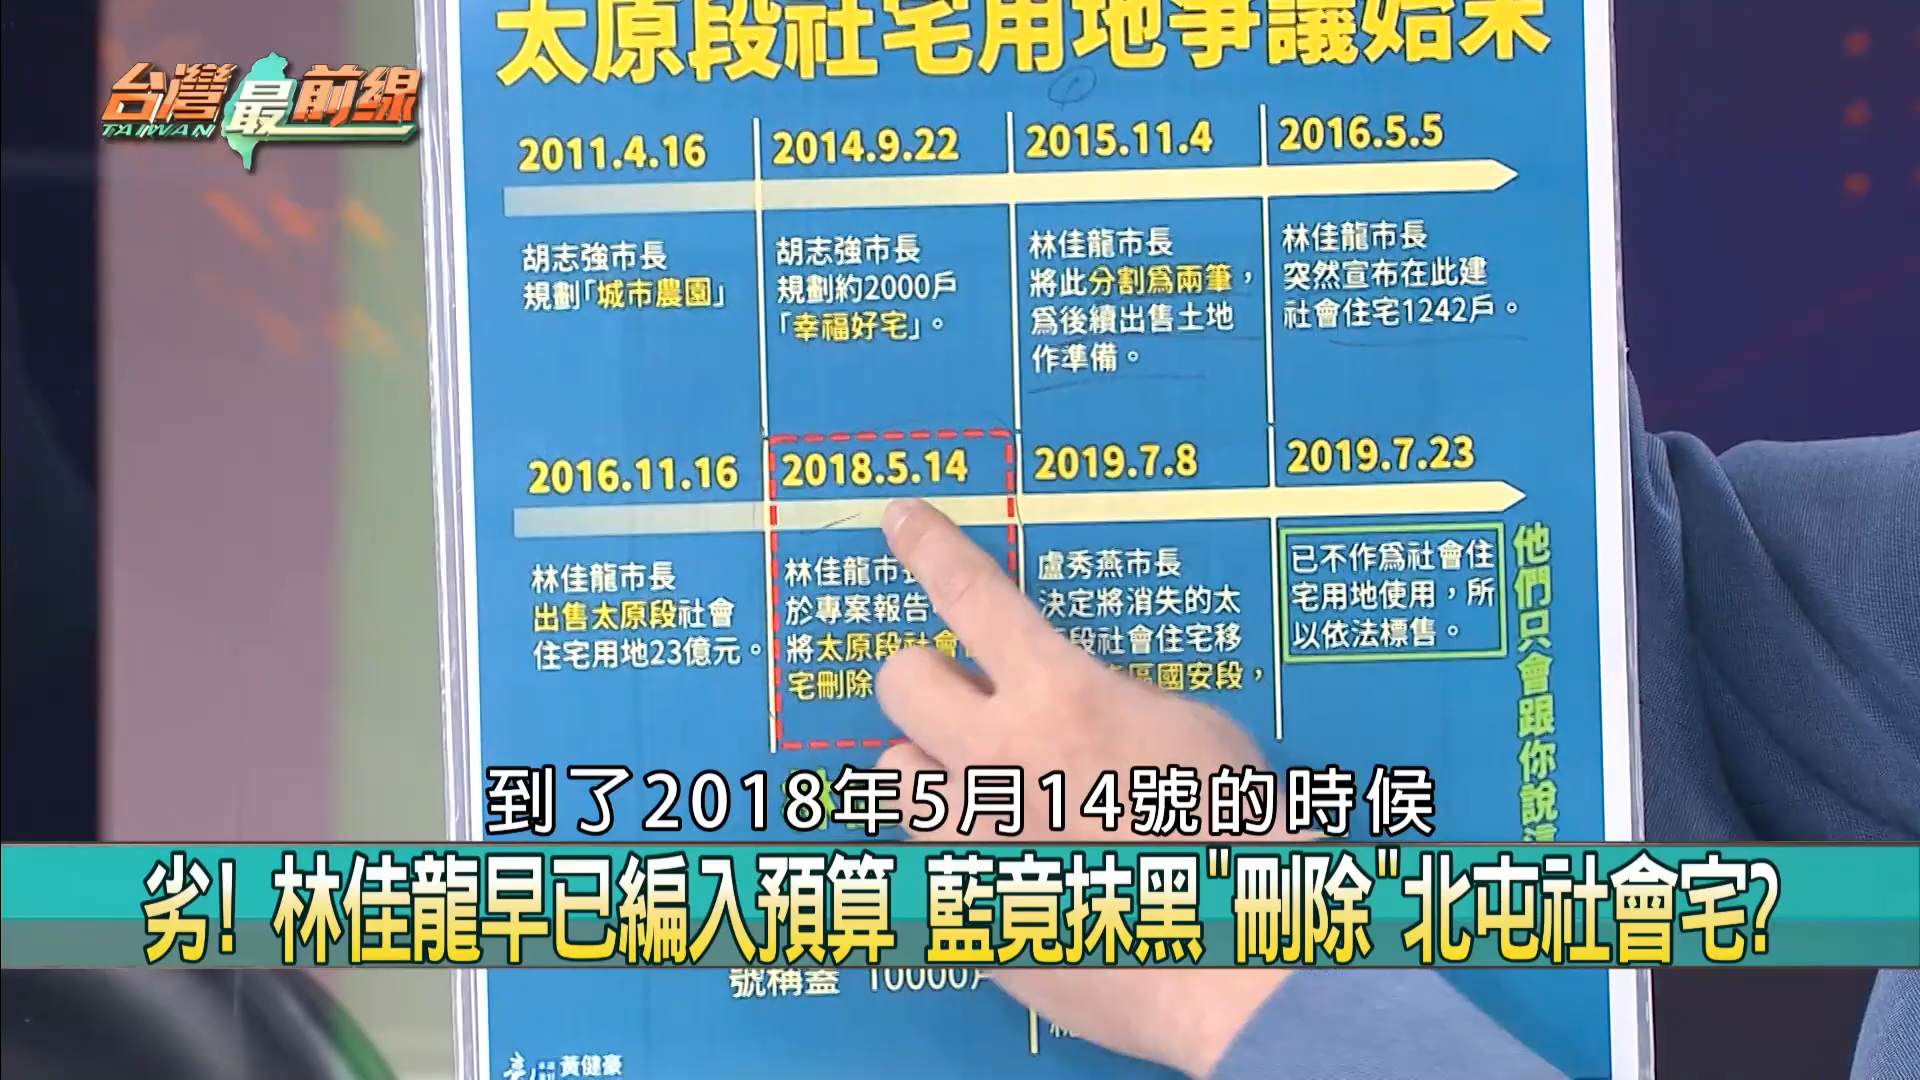 太原段社宅用地爭議始末
台灣最前線
TAIWAN
2011.4.16
胡志強市長
規劃「城市農園」
2014.9.22
胡志強市長
規劃約2000戶
「幸福好宅」。
2015.11.4
林佳龍市長
將此分割為兩筆，
為後續出售土地
作準備。
2016.5.5
林佳龍市長
突然宣布在此建
社會住宅1242戶。
2016.11.16
林佳龍市長
出售太原段社會
住宅用地23億元。
2018.5.14
林佳龍市
於專案報告
將太原段社會
宅刪除
2019.7.8
盧秀燕市長
決定將消失的太
段社會住宅移
區國安段，
2019.7.23
已不作為社會住
宅用地使用，所
以依法標售。
他們只會跟你說
到了2018年5月14號的時候
劣! 林佳龍早已編入預算 藍竟抹黑"刪除"北屯社會宅?
號稱蓋 10000戶
黃健豪